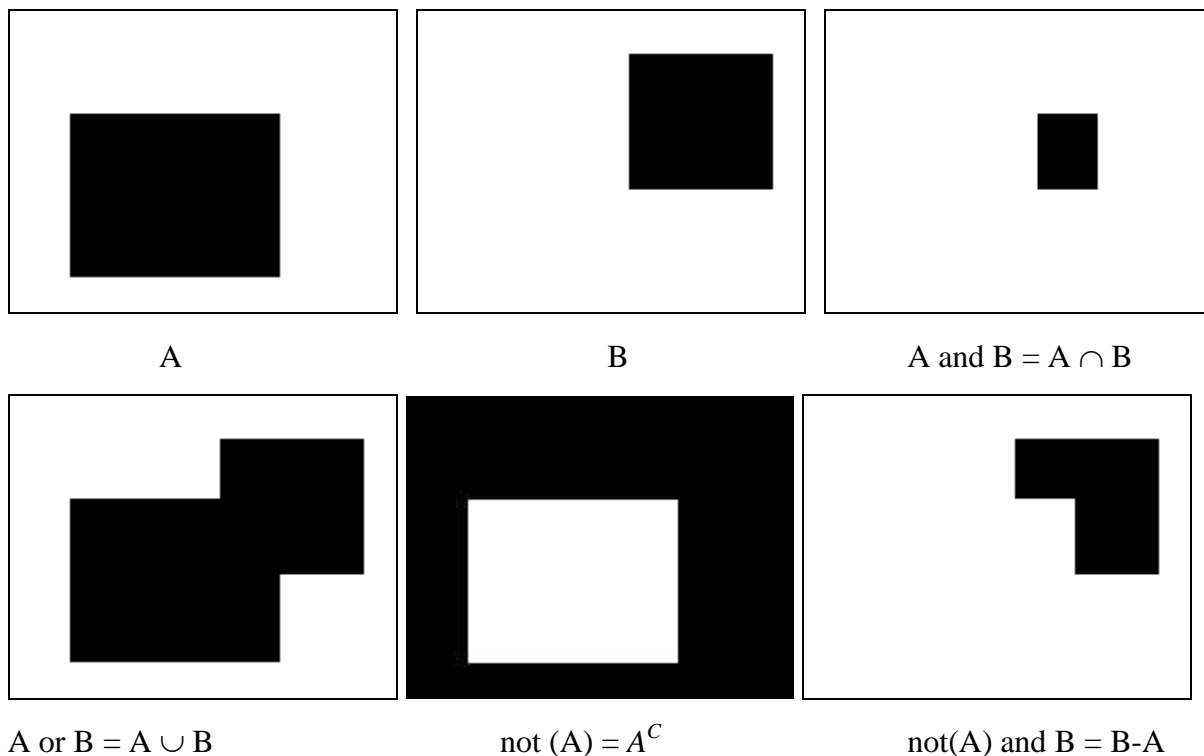 A B A and B = A ∩ B
A or B = A ∪ B not (A) = A^C not(A) and B = B-A